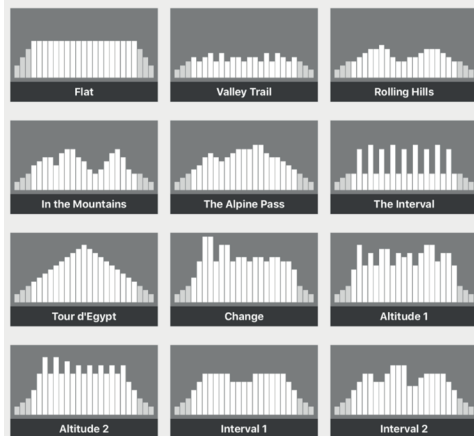 Flat
Valley Trail
Rolling Hills
In the Mountains
The Alpine Pass
The Interval
Tour d'Egypt
Change
Altitude 1
Altitude 2
Interval 1
Interval 2